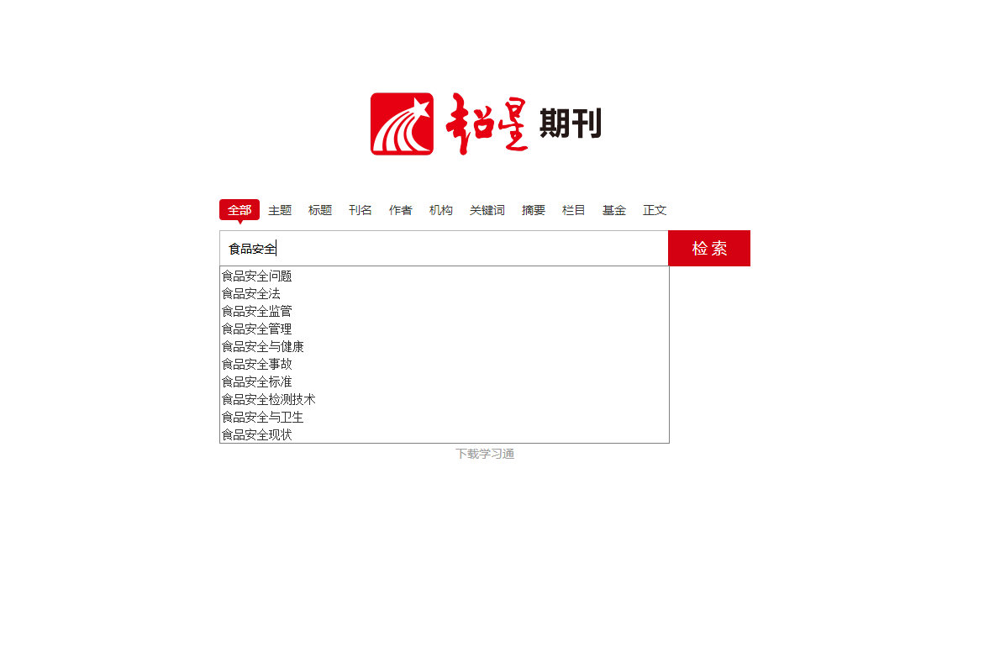 超星 期刊
全部 主题 标题 刊名 作者 机构 关键词 摘要 栏目 基金 正文
食品安全 检 索
食品安全问题
食品安全法
食品安全监管
食品安全管理
食品安全与健康
食品安全事故
食品安全标准
食品安全检测技术
食品安全与卫生
食品安全现状
下载学习通